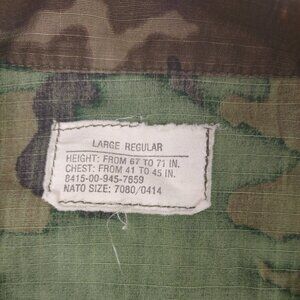 LARGE REGULAR
HEIGHT: FROM 67 TO 71 IN.
CHEST: FROM 41 TO 45 IN.
8415-00-945-7859
NATO SIZE: 7080/0414